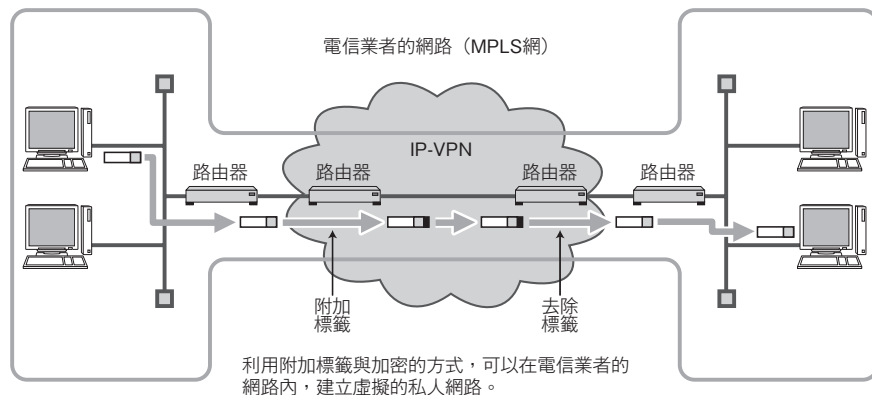 電信業者的網路（MPLS網）
IP-VPN
路由器
路由器
路由器
路由器
附加
標籤
去除
標籤
利用附加標籤與加密的方式，可以在電信業者的
網路內，建立虛擬的私人網路。